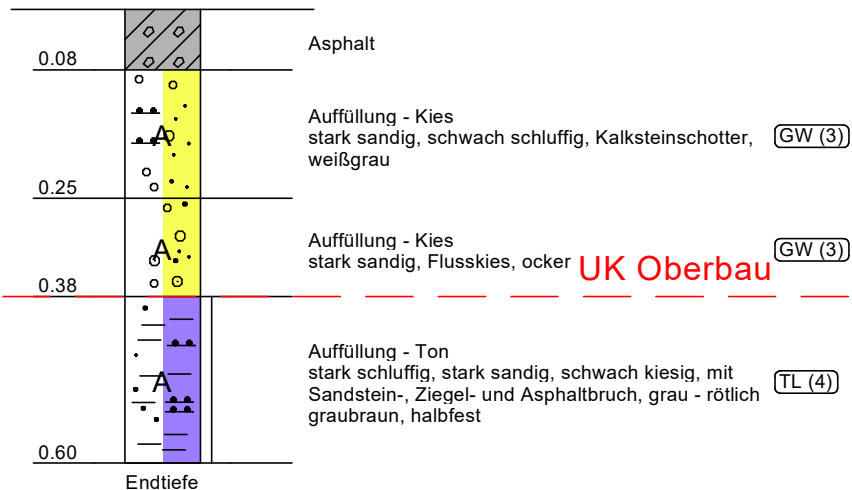 Asphalt
0.08
Auffüllung - Kies
stark sandig, schwach schluffig, Kalksteinschotter,
weißgrau
GW (3)
A
0.25
Auffüllung - Kies
stark sandig, Flusskies, ocker
GW (3)
A
UK Oberbau
0.38
Auffüllung - Ton
stark schluffig, stark sandig, schwach kiesig, mit
Sandstein-, Ziegel- und Asphaltbruch, grau - rötlich
graubraun, halbfest
TL (4)
A
0.60
Endtiefe